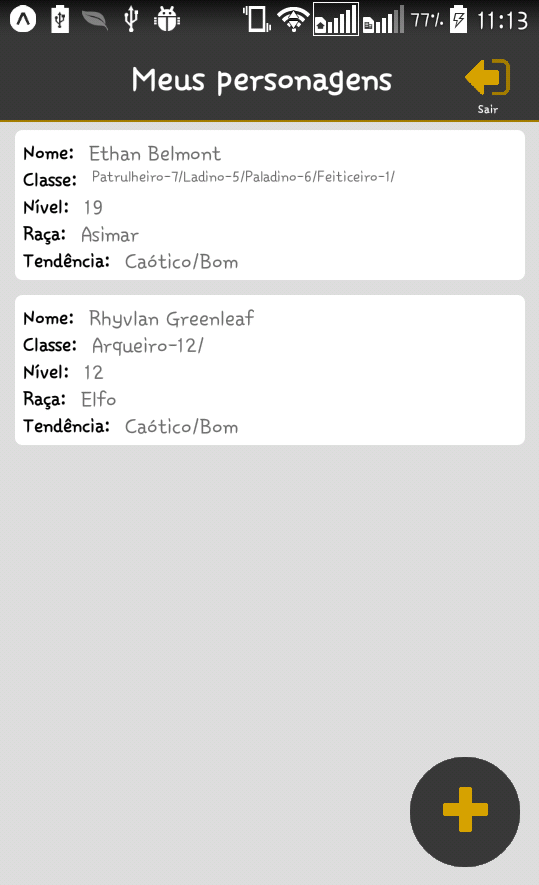 77% 11:13
Meus personagens
Sair
Nome: Ethan Belmont
Classe: Patrulheiro-7/Ladino-5/Paladino-6/Feiticeiro-1/
Nível: 19
Raça: Asimar
Tendência: Caótico/Bom
Nome: Rhyvlan Greenleaf
Classe: Arqueiro-12/
Nível: 12
Raça: Elfo
Tendência: Caótico/Bom